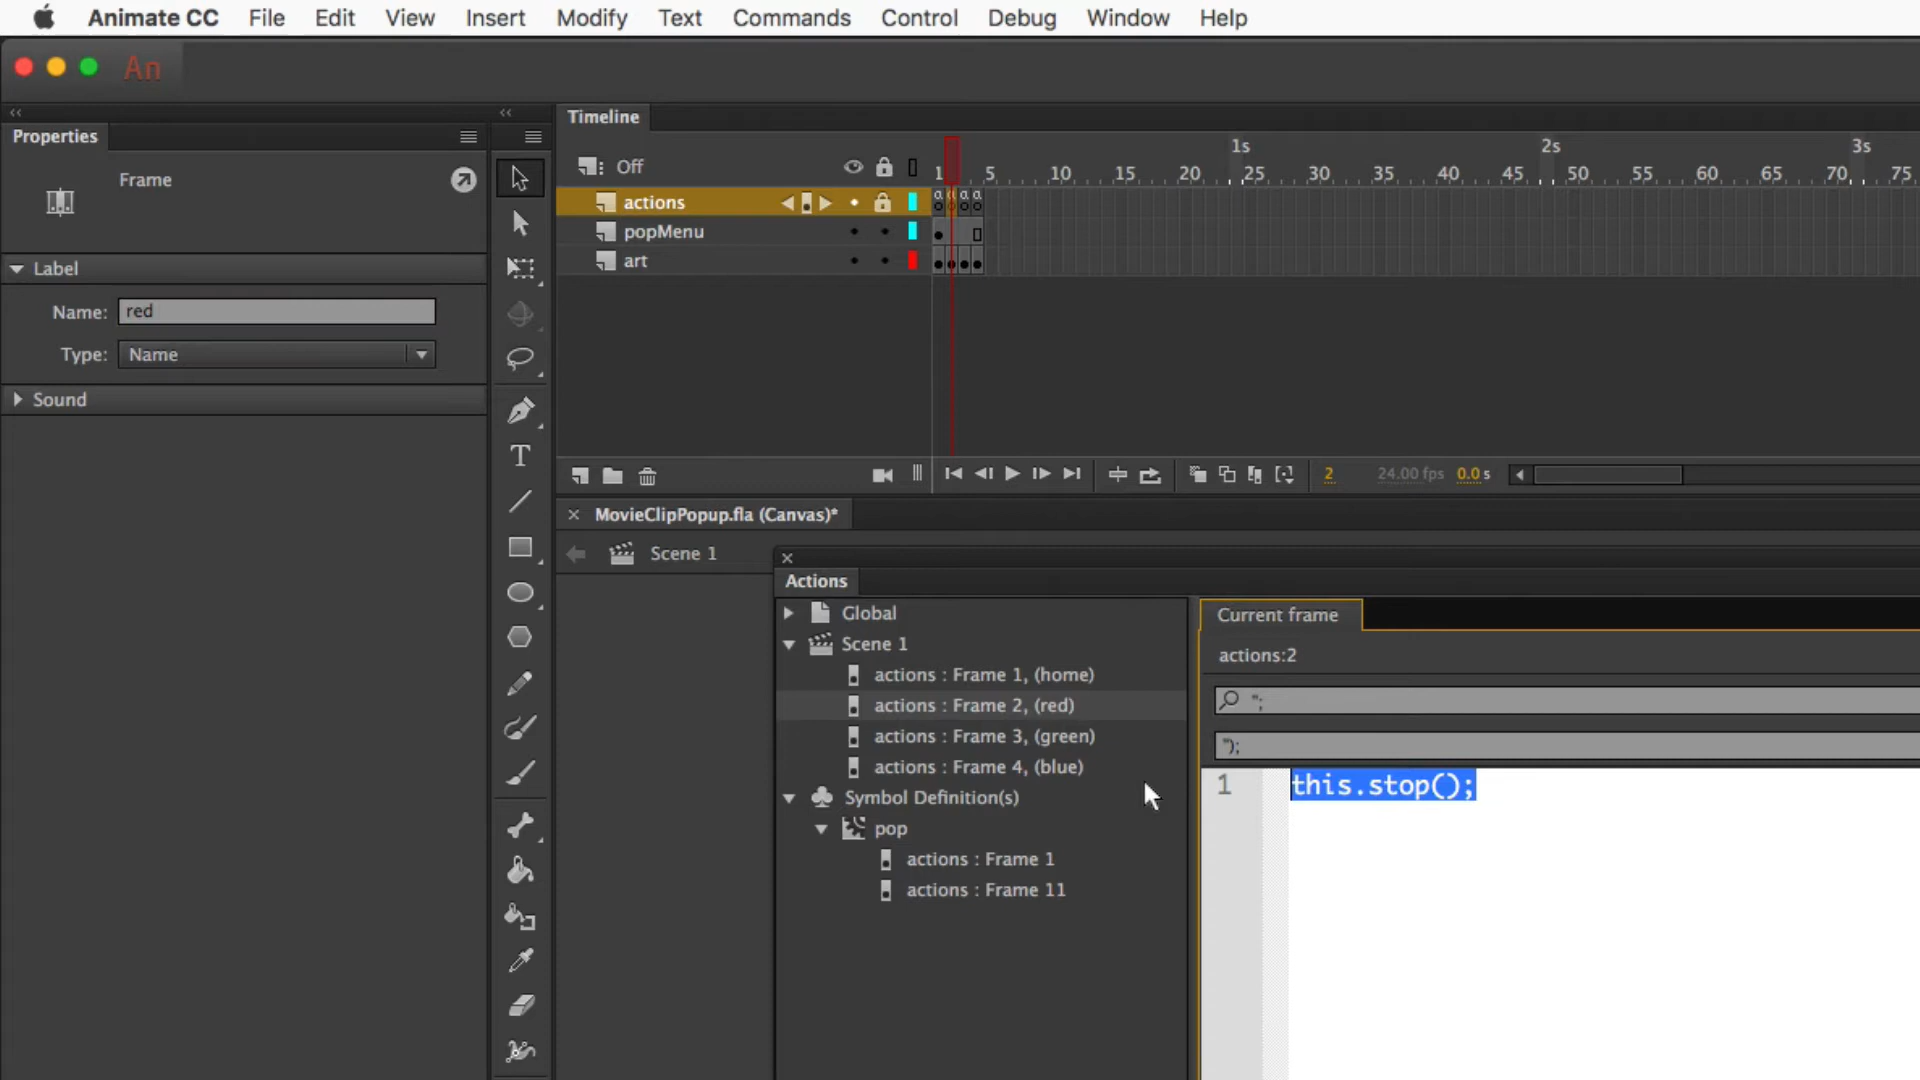 Animate CC File Edit View Insert Modify Text Commands Control Debug Window Help
An
Properties
Timeline
Frame
Off
1s 2s 3s
1 5 10 15 20 25 30 35 40 45 50 55 60 65 70 75
actions
popMenu
art
Label
Name: red
Type: Name
Sound
2 24.00 fps 0.0 s
MovieClipPopup.fla (Canvas)*
Scene 1
Actions
Global
Scene 1
actions : Frame 1, (home)
actions : Frame 2, (red)
actions : Frame 3, (green)
actions : Frame 4, (blue)
Symbol Definition(s)
pop
actions : Frame 1
actions : Frame 11
Current frame
actions:2
";
");
1 this.stop();
T